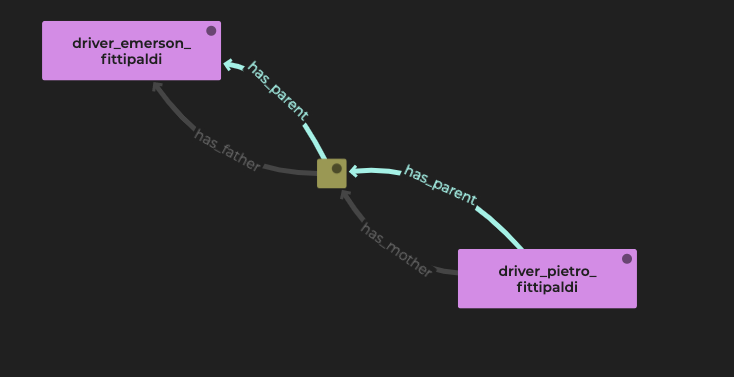 driver_emerson_
fittipaldi
has_parent
has_father
has_parent
has_mother
driver_pietro_
fittipaldi